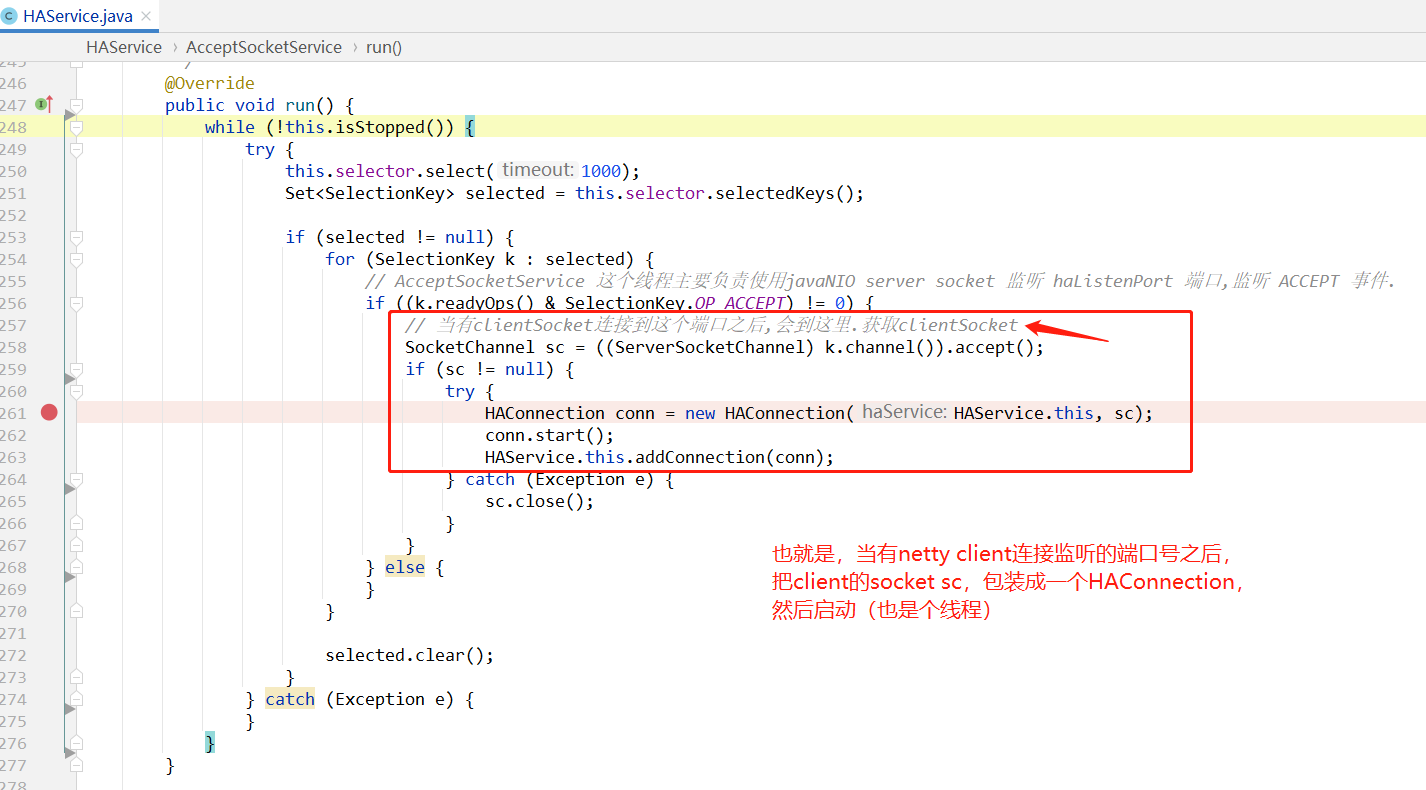 HAService.java
HAService › AcceptSocketService › run()
245 /
246 @Override
247 public void run() {
248 while (!this.isStopped()) {
249 try {
250 this.selector.select( timeout: 1000);
251 Set<SelectionKey> selected = this.selector.selectedKeys();
252
253 if (selected != null) {
254 for (SelectionKey k : selected) {
255 // AcceptSocketService 这个线程主要负责使用javaNIO server socket 监听 haListenPort 端口,监听 ACCEPT 事件.
256 if ((k.readyOps() & SelectionKey.OP_ACCEPT) != 0) {
257 // 当有clientSocket连接到这个端口之后,会到这里.获取clientSocket
258 SocketChannel sc = ((ServerSocketChannel) k.channel()).accept();
259 if (sc != null) {
260 try {
261 HAConnection conn = new HAConnection( haService: HAService.this, sc);
262 conn.start();
263 HAService.this.addConnection(conn);
264 } catch (Exception e) {
265 sc.close();
266 }
267 }
268 } else {
269 }
270 }
271
272 selected.clear();
273 }
274 } catch (Exception e) {
275 }
276 }
277 }
278
也就是，当有netty client连接监听的端口号之后，
把client的socket sc，包装成一个HAConnection，
然后启动（也是个线程）